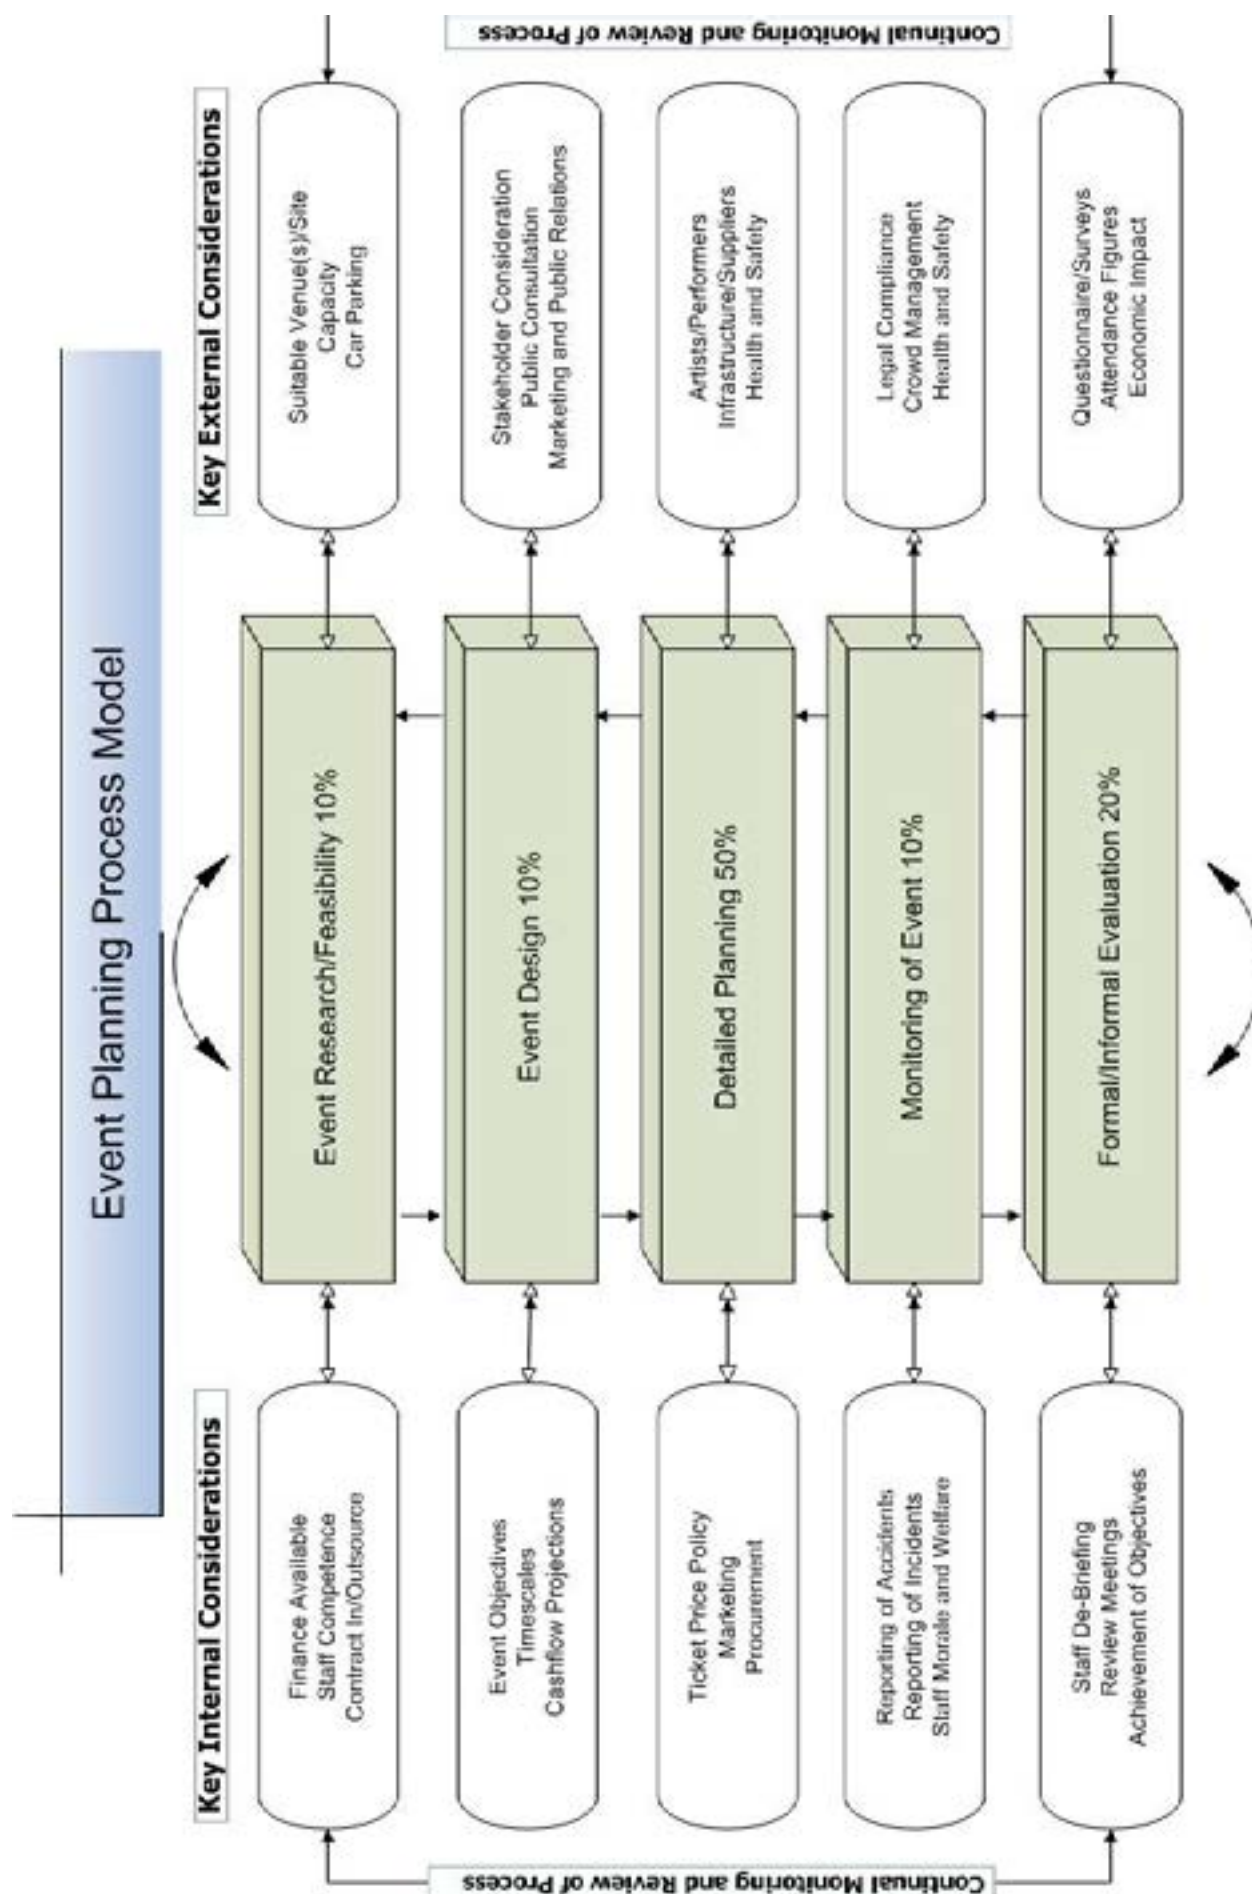 Event Planning Process Model
Key Internal Considerations
Key External Considerations
Finance Available
Staff Competence
Contract In/Outsource
Event Research/Feasibility 10%
Suitable Venue(s)/Site
Capacity
Car Parking
Event Objectives
Timescales
Cashflow Projections
Event Design 10%
Stakeholder Consideration
Public Consultation
Marketing and Public Relations
Ticket Price Policy
Marketing
Procurement
Detailed Planning 50%
Artists/Performers
Infrastructure/Suppliers
Health and Safety
Reporting of Accidents
Reporting of Incidents
Staff Morale and Welfare
Monitoring of Event 10%
Legal Compliance
Crowd Management
Health and Safety
Staff De-Briefing
Review Meetings
Achievement of Objectives
Formal/Informal Evaluation 20%
Questionnaire/Surveys
Attendance Figures
Economic Impact
Continual Monitoring and Review of Process
Continual Monitoring and Review of Process